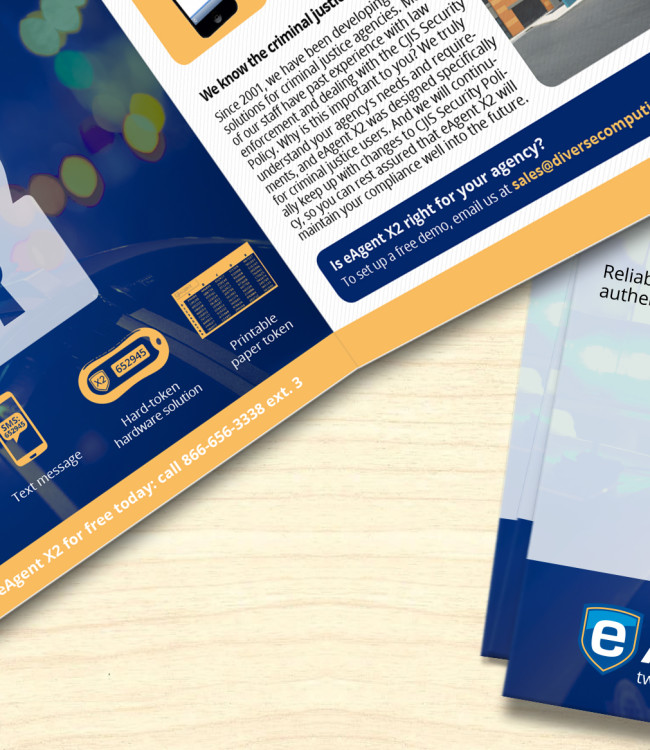 We know the criminal
Since 2001, we have been developing
solutions for criminal justice agencies.
of our staff have past experience with law
enforcement and dealing with the CJIS Security
Policy. Why is this important to you? We truly
understand your agency's needs and require-
ments, and eAgent X2 was designed specifically
for criminal justice users. And we will continu-
ally keep up with changes to CJIS Security Poli-
cy, so you can rest assured that eAgent X2 will
maintain your compliance well into the future.
Is eAgent X2 right for your agency?
To set up a free demo, email us at sales@diversecomputi
Printable
paper token
X2
652945
Hard-token
hardware solution
SMS:
652945
Text message
eAgent X2 for free today: call 866-656-3338 ext. 3
Reliab
authe
e
tw